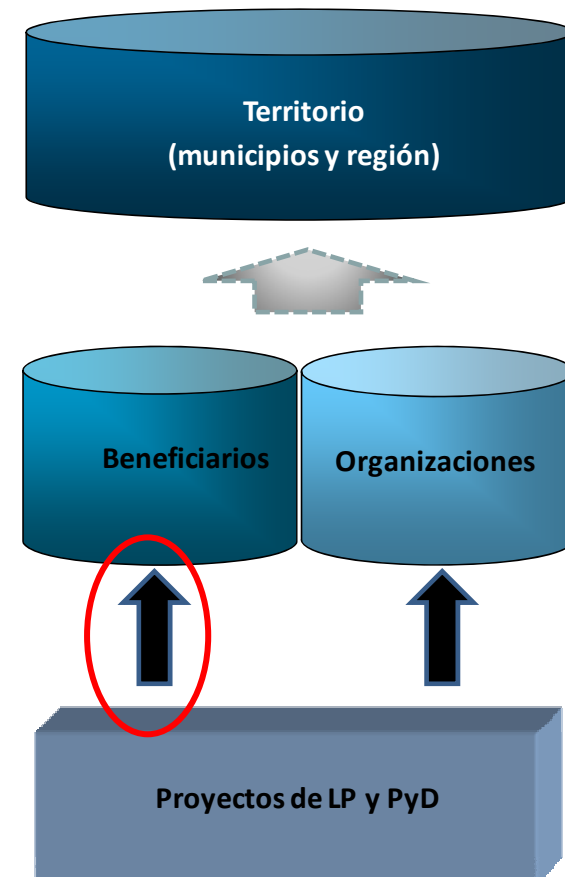 Territorio
(municipios y región)
Beneficiarios
Organizaciones
Proyectos de LP y PyD